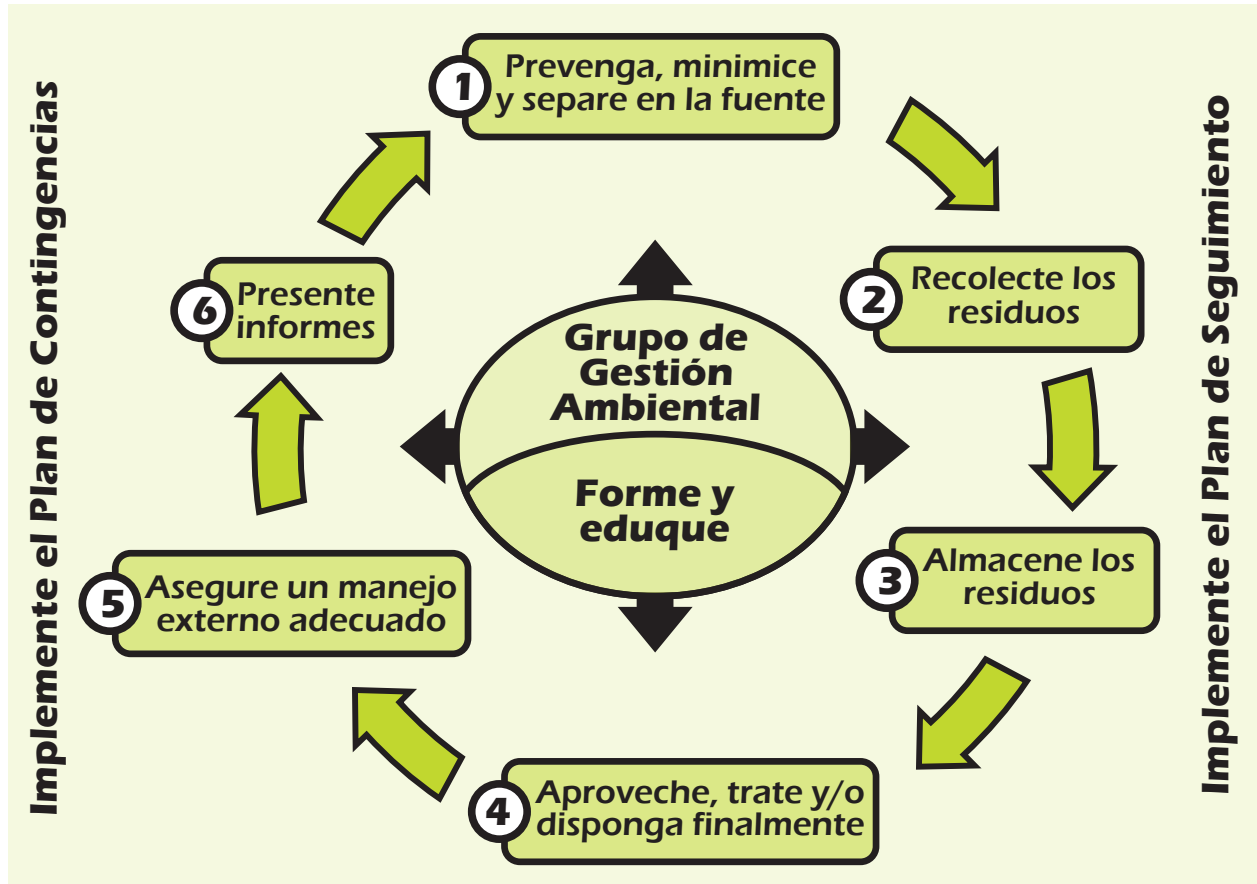 Implemente el Plan de Contingencias
1
Prevenga, minimice
y separe en la fuente
2
Recolecte los
residuos
3
Almacene los
residuos
4
Aproveche, trate y/o
disponga finalmente
5
Asegure un manejo
externo adecuado
6
Presente
informes
Grupo de
Gestión
Ambiental
Forme y
eduque
Implemente el Plan de Seguimiento